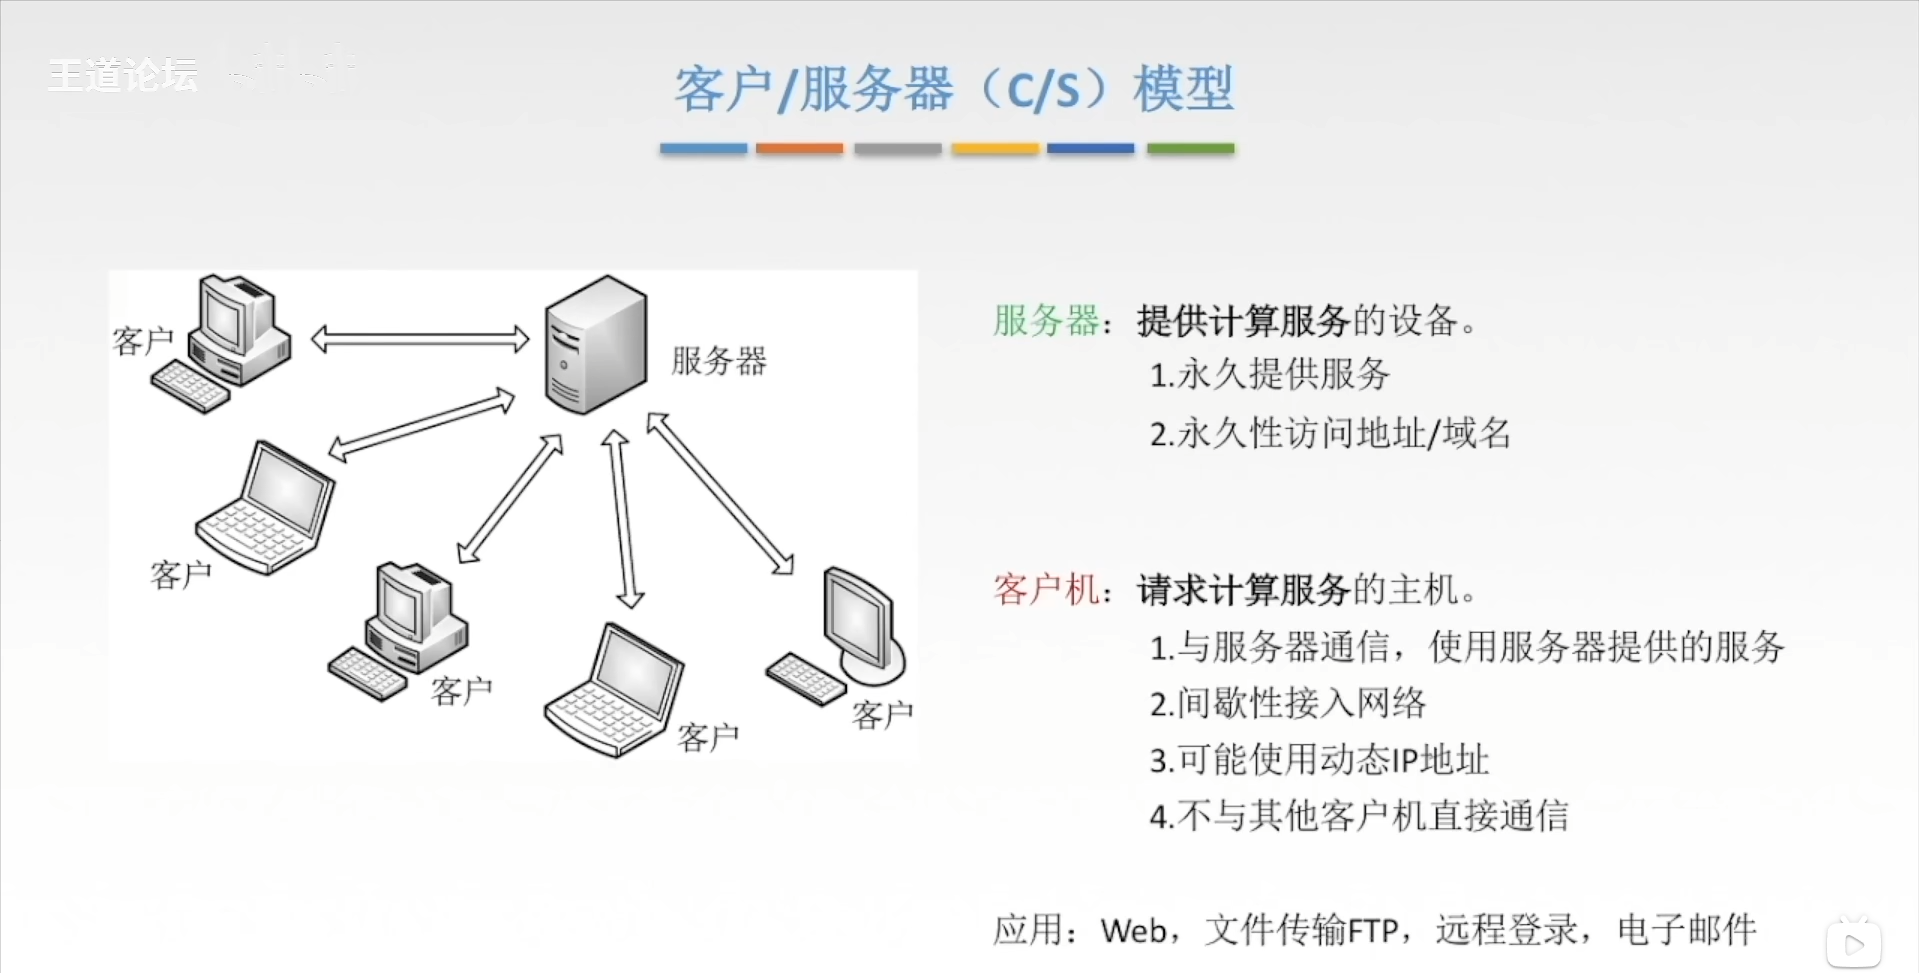 王道论坛
客户/服务器（C/S）模型
客户
服务器
客户
客户
客户
客户
服务器：提供计算服务的设备。
1.永久提供服务
2.永久性访问地址/域名
客户机：请求计算服务的主机。
1.与服务器通信，使用服务器提供的服务
2.间歇性接入网络
3.可能使用动态IP地址
4.不与其他客户机直接通信
应用：Web，文件传输FTP，远程登录，电子邮件